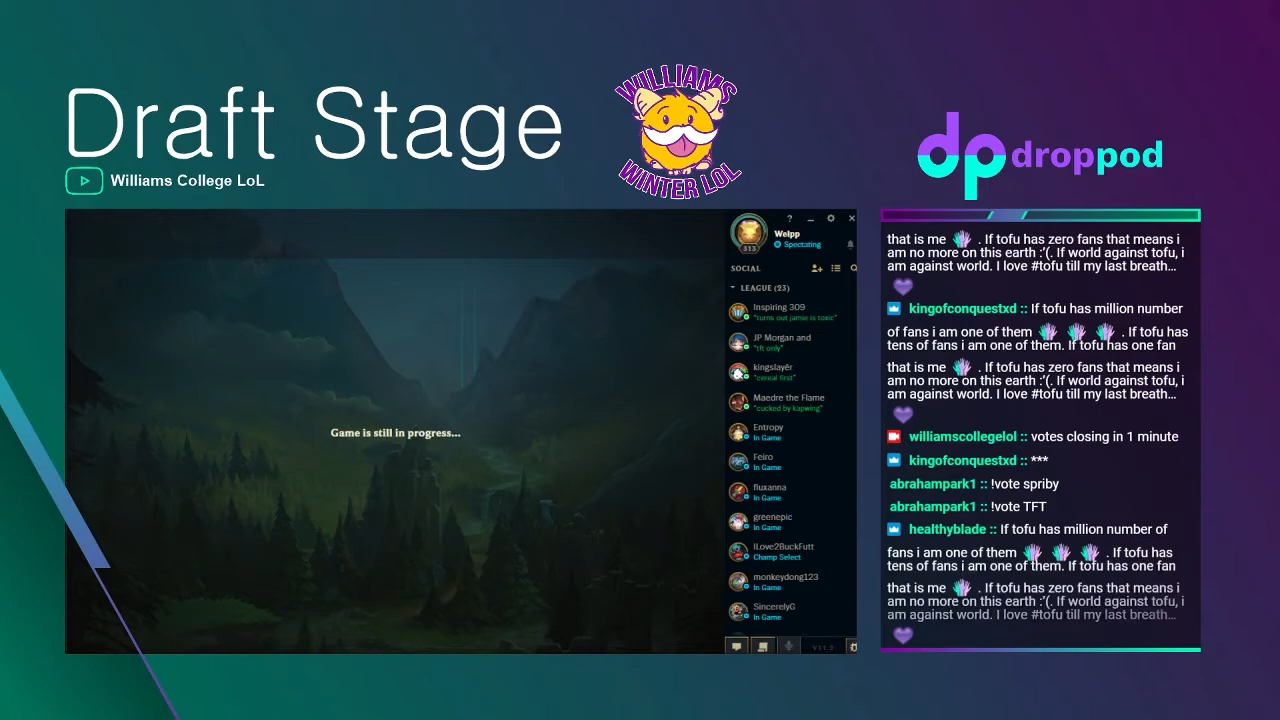 Draft Stage
Williams College LoL
WILLIAMS
WINTER LOL
dp droppod
Game is still in progress...
?
Welpp
313
Spectating
SOCIAL
LEAGUE (23)
Inspiring 309
"turns out jamie is toxic"
JP Morgan and
"tft only"
kingslayêr
"cereal first"
Maedre the Flame
"cucked by kapwing"
Entropy
In Game
Feiro
In Game
fluxanna
In Game
greenepic
In Game
ILove2BuckFutt
Champ Select
monkeydong123
In Game
SincerelyG
In Game
V11.2
that is me . If tofu has zero fans that means i
am no more on this earth :'(. If world against tofu, i
am against world. I love #tofu till my last breath...
kingofconquestxd :: If tofu has million number
of fans i am one of them . If tofu has
tens of fans i am one of them. If tofu has one fan
that is me . If tofu has zero fans that means i
am no more on this earth :'(. If world against tofu, i
am against world. I love #tofu till my last breath...
williamscollegelol :: votes closing in 1 minute
kingofconquestxd :: ***
abrahampark1 :: !vote spriby
abrahampark1 :: !vote TFT
healthyblade :: If tofu has million number of
fans i am one of them . If tofu has
tens of fans i am one of them. If tofu has one fan
that is me . If tofu has zero fans that means i
am no more on this earth :'(. If world against tofu, i
am against world. I love #tofu till my last breath...